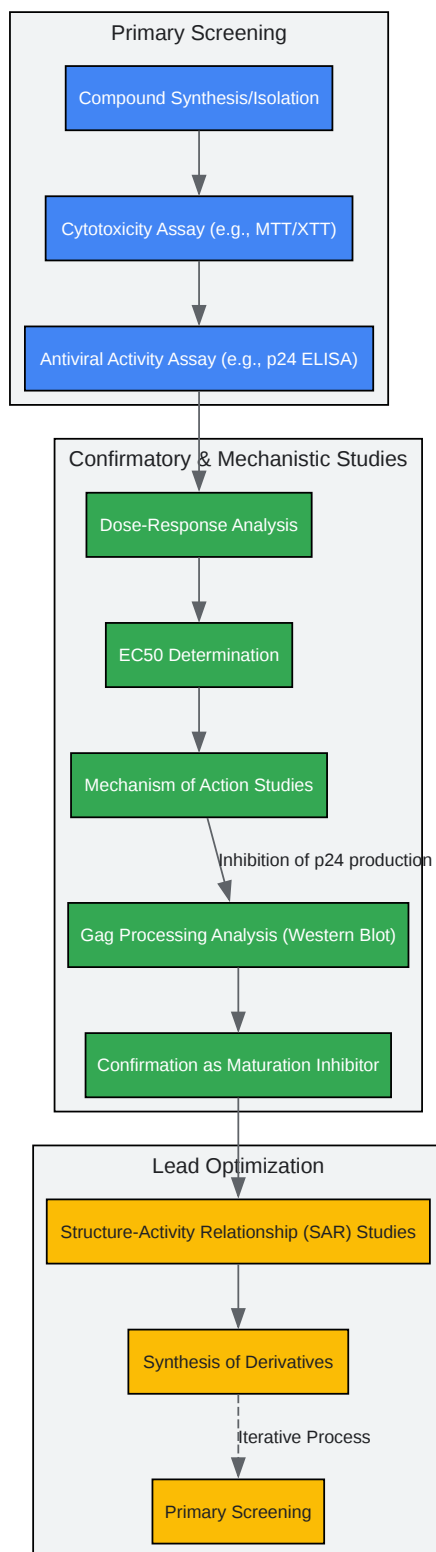 Primary Screening
Compound Synthesis/Isolation
Cytotoxicity Assay (e.g., MTT/XTT)
Antiviral Activity Assay (e.g., p24 ELISA)
Confirmatory & Mechanistic Studies
Dose-Response Analysis
EC50 Determination
Mechanism of Action Studies
Inhibition of p24 production
Gag Processing Analysis (Western Blot)
Confirmation as Maturation Inhibitor
Lead Optimization
Structure-Activity Relationship (SAR) Studies
Synthesis of Derivatives
Iterative Process
Primary Screening